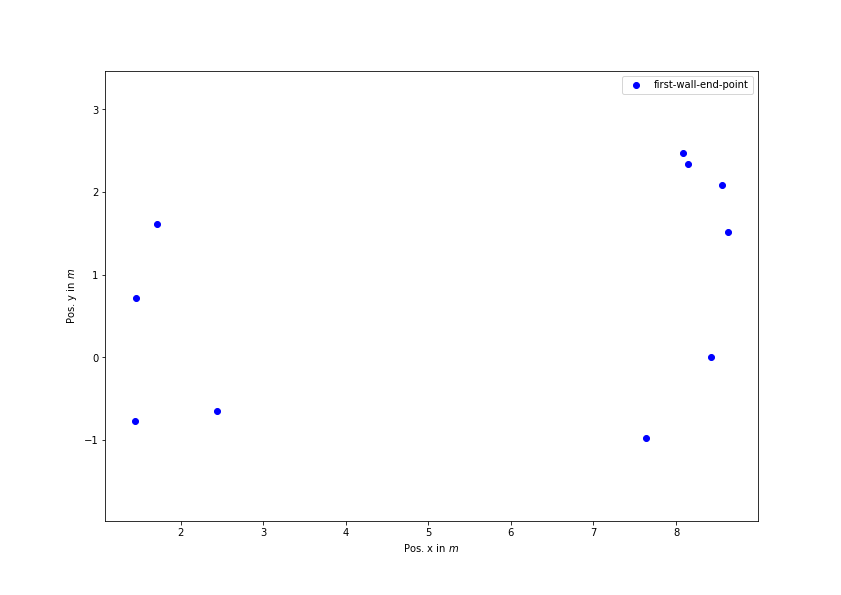 first-wall-end-point
3
2
1
0
−1
Pos. y in m
2 3 4 5 6 7 8
Pos. x in m